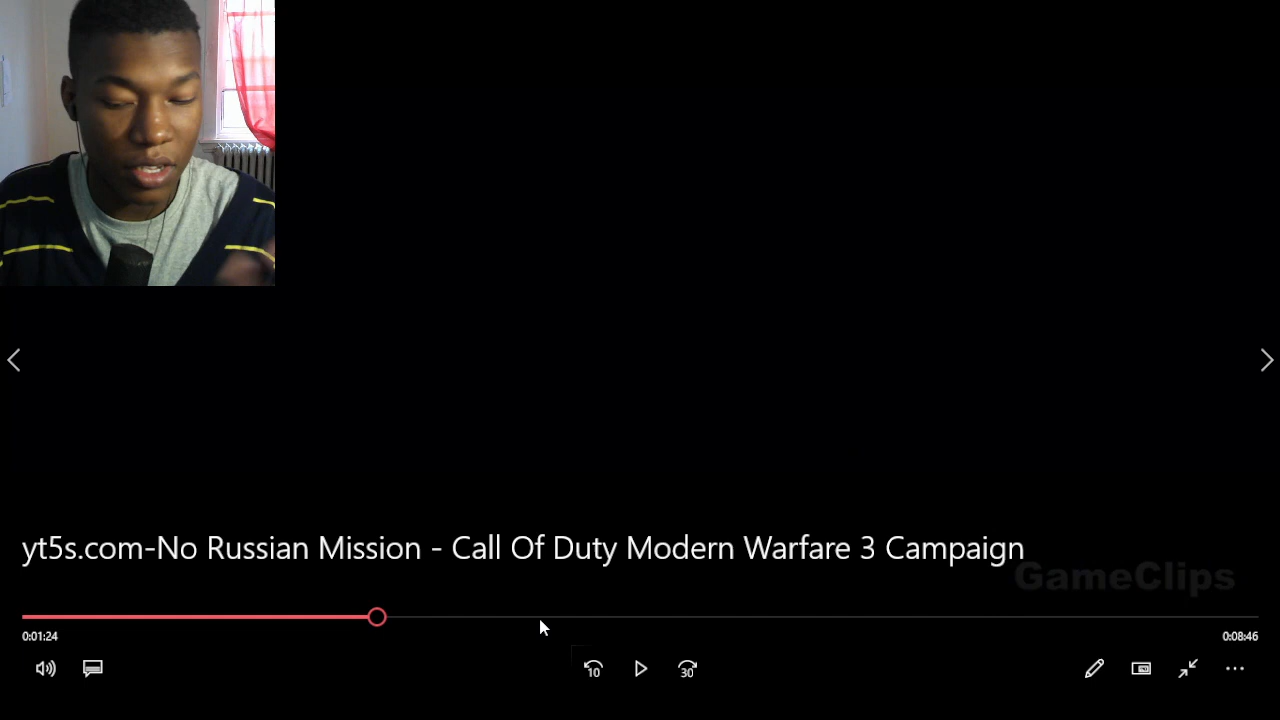 yt5s.com-No Russian Mission - Call Of Duty Modern Warfare 3 Campaign
GameClips
0:01:24
0:08:46
10
30